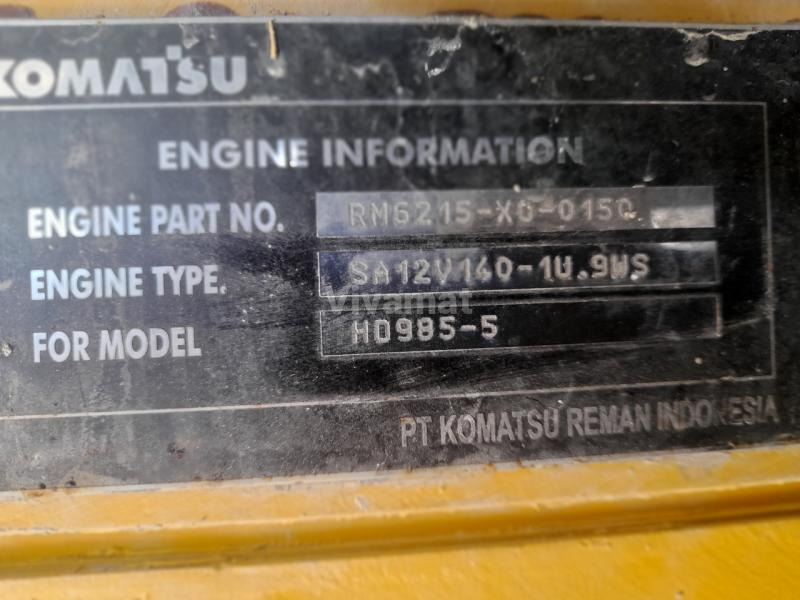 KOMATSU
ENGINE INFORMATION
ENGINE PART NO. RM6215-X0-0150
ENGINE TYPE. SA12V140-1U.9WS
Vivamat
FOR MODEL HD985-5
PT KOMATSU REMAN INDONESIA